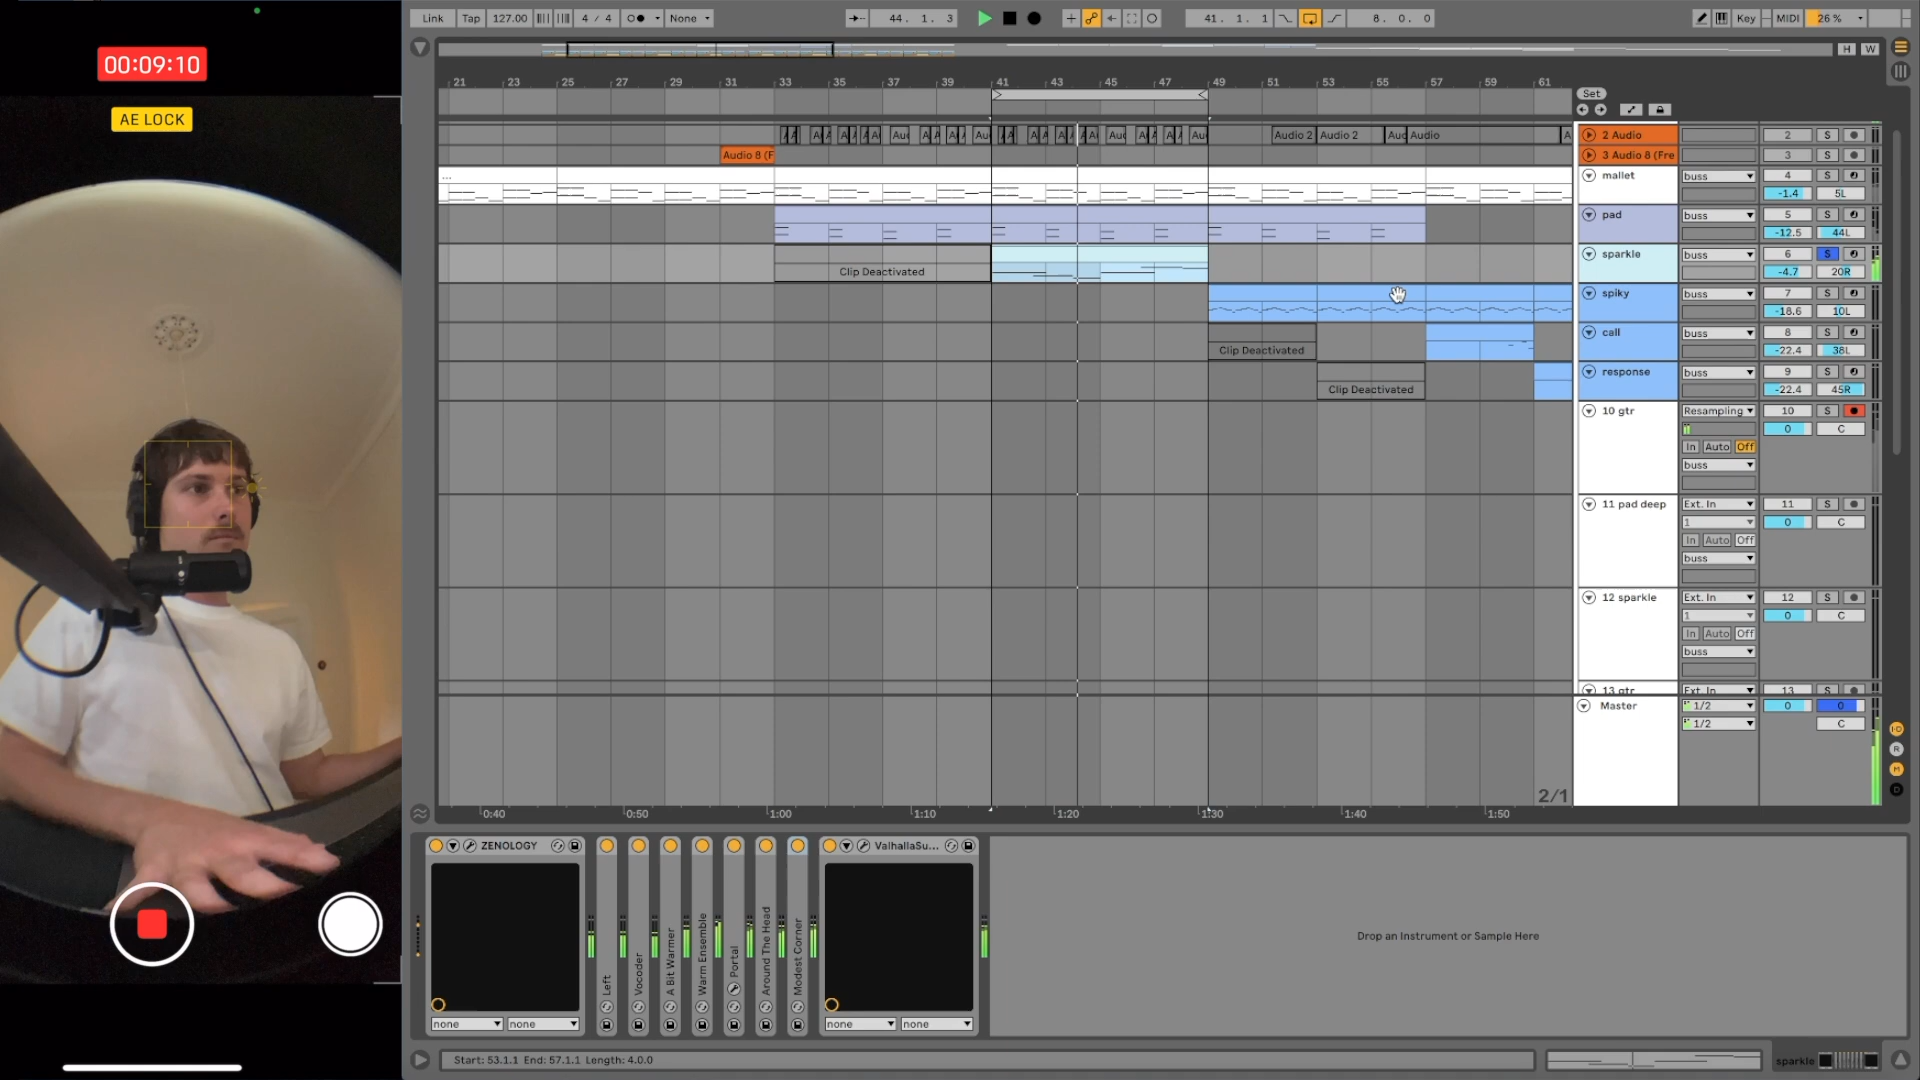 00:09:10
AE LOCK
Link Tap 127.00 4 / 4 None 44. 1. 3 41. 1. 1 8. 0. 0 Key MIDI 26 %
H W
21 23 25 27 29 31 33 35 37 39 41 43 45 47 49 51 53 55 57 59 61
Set
Audio 2 Audio 2 Audio 2 Audio 2 S
Audio 8 (F 3 Audio 8 (Fre 3 S
... mallet buss 4 S
-1.4 5L
pad buss 5 S
-12.5 44L
sparkle buss 6 S
Clip Deactivated -4.7 20R
spiky buss 7 S
-18.6 10L
call buss 8 S
Clip Deactivated -22.4 38L
response buss 9 S
Clip Deactivated -22.4 45R
10 gtr Resampling 10 S
0 C
In Auto Off
buss
11 pad deep Ext. In 11 S
1 0 C
In Auto Off
buss
12 sparkle Ext. In 12 S
1 0 C
In Auto Off
buss
13 gtr Ext. In 13 S
Master 1/2 0 0
1/2 C
2/1
0:40 0:50 1:00 1:10 1:20 1:30 1:40 1:50
ZENOLOGY
Left
Vocoder
A Bit Warmer
Warm Ensemble
Portal
Around The Head
Modest Corner
ValhallaSu...
none none none none
Drop an Instrument or Sample Here
Start: 53.1.1 End: 57.1.1 Length: 4.0.0
sparkle